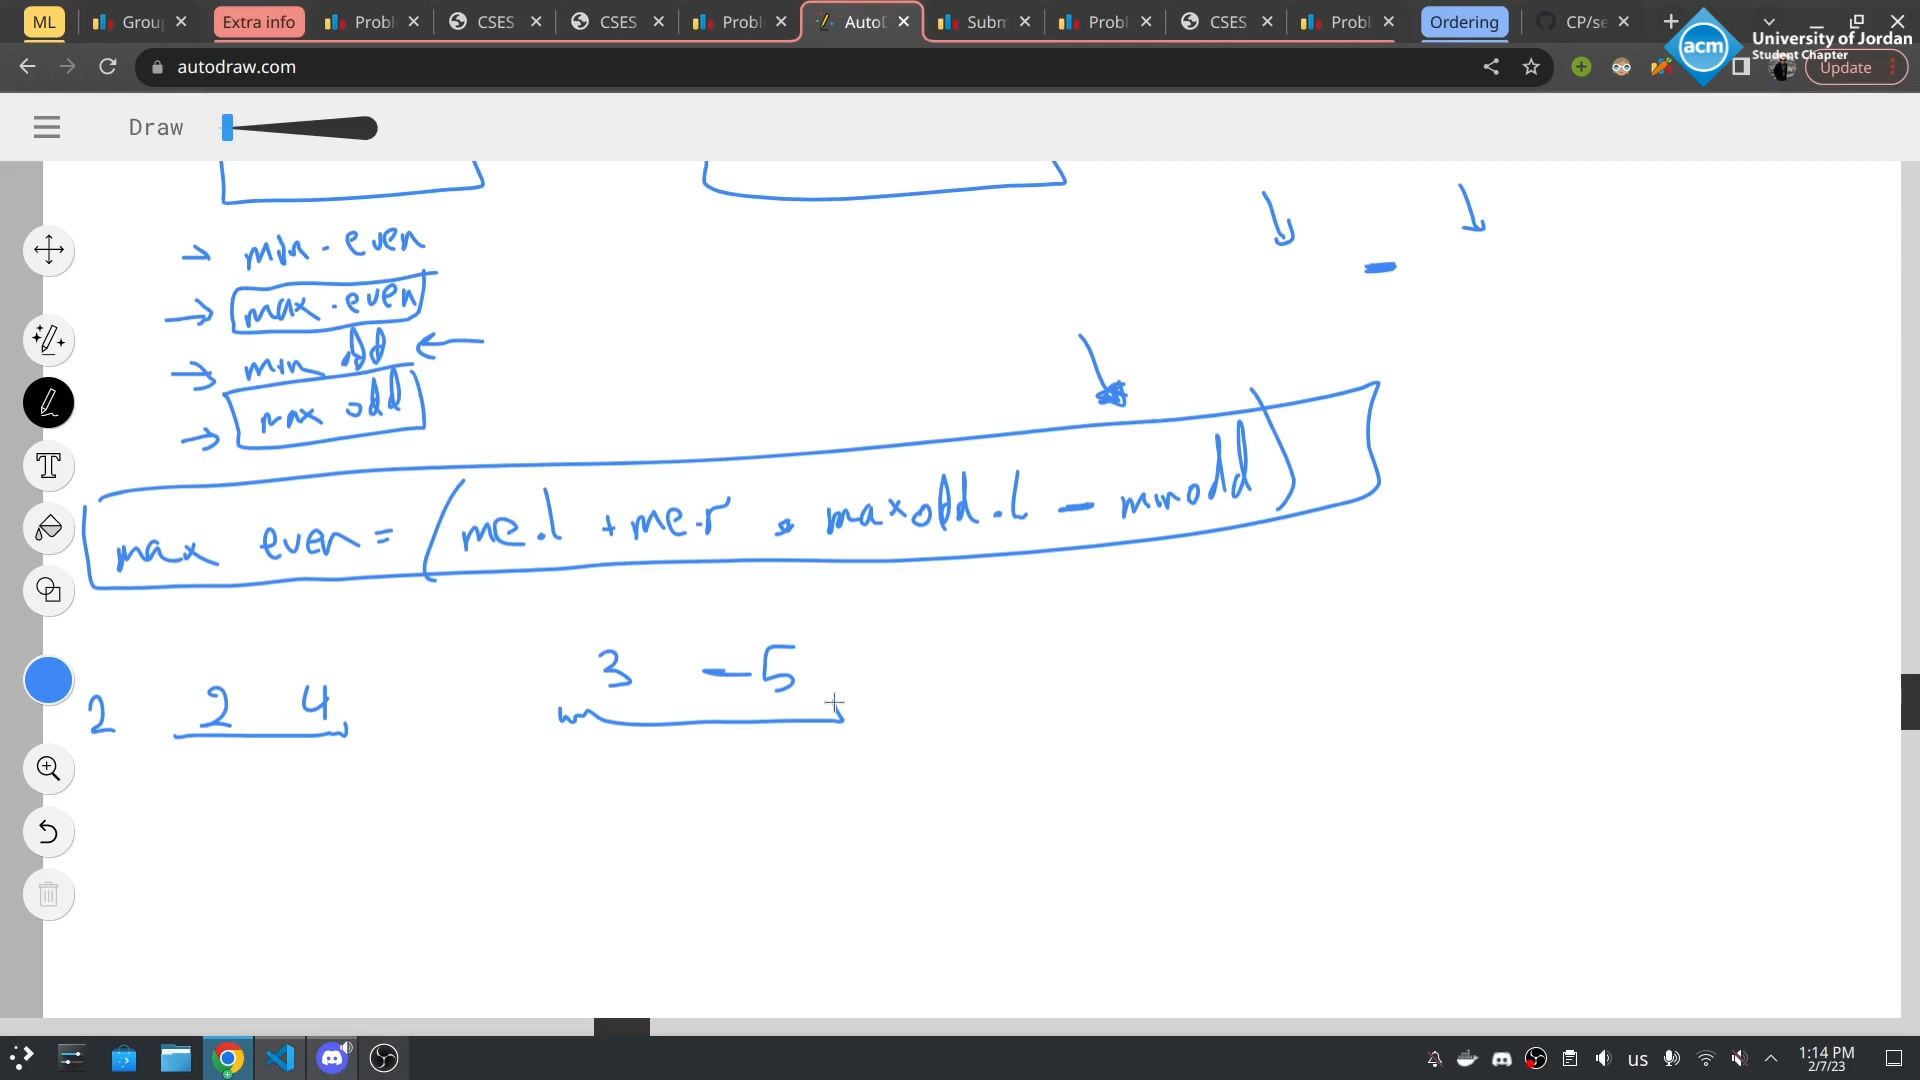 ML Group Extra info Probl CSES CSES Probl AutoD Subm Probl CSES Probl Ordering CP/se
acm University of Jordan
Student Chapter
autodraw.com Update
Draw
→ min. even
→ max. even
→ min odd ←
→ max odd
max even = (me.l + me.r , maxodd.l - minodd)
3 -5
2 2 4
us 1:14 PM
2/7/23